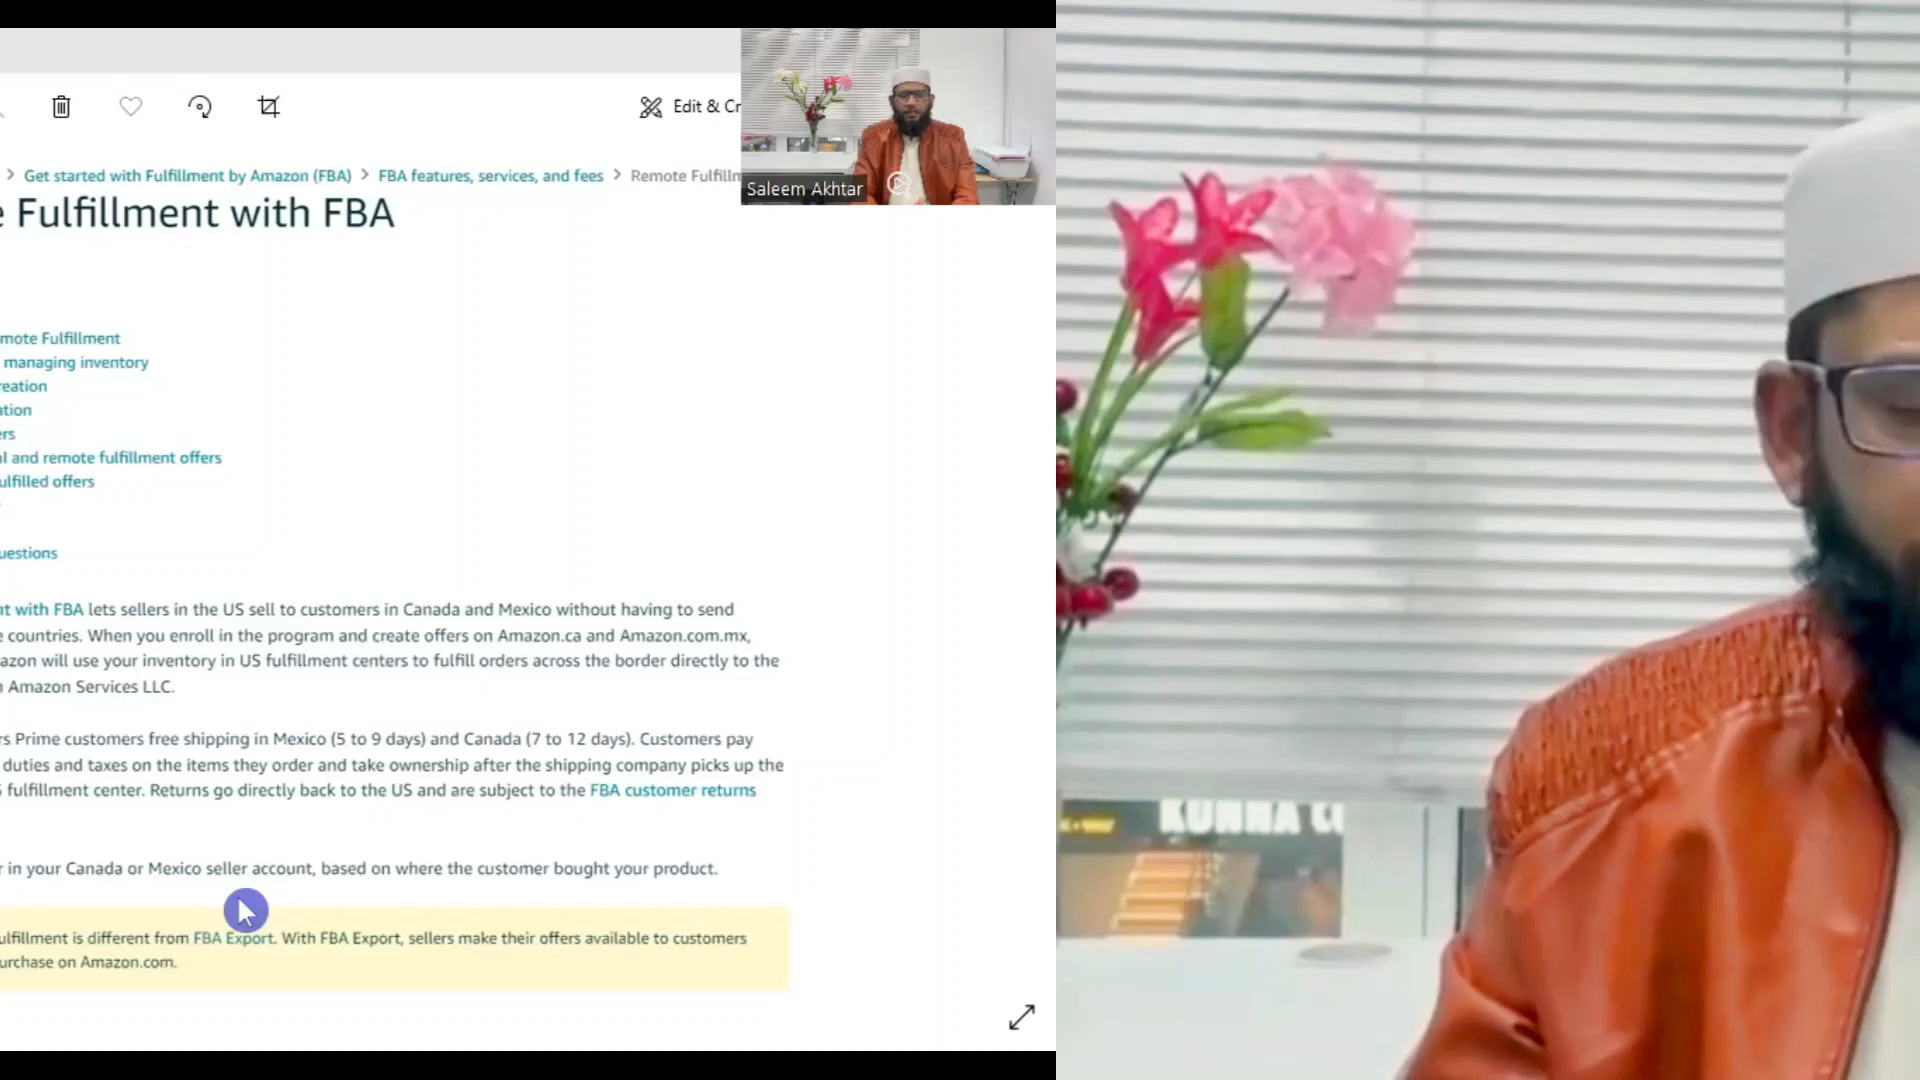 Edit & Cr
Get started with Fulfillment by Amazon (FBA) > FBA features, services, and fees > Remote Fulfillm
Saleem Akhtar
e Fulfillment with FBA
mote Fulfillment
managing inventory
reation
ation
ers
al and remote fulfillment offers
ulfilled offers
uestions
nt with FBA lets sellers in the US sell to customers in Canada and Mexico without having to send
e countries. When you enroll in the program and create offers on Amazon.ca and Amazon.com.mx,
azon will use your inventory in US fulfillment centers to fulfill orders across the border directly to the
n Amazon Services LLC.
rs Prime customers free shipping in Mexico (5 to 9 days) and Canada (7 to 12 days). Customers pay
duties and taxes on the items they order and take ownership after the shipping company picks up the
S fulfillment center. Returns go directly back to the US and are subject to the FBA customer returns
r in your Canada or Mexico seller account, based on where the customer bought your product.
ulfillment is different from FBA Export. With FBA Export, sellers make their offers available to customers
urchase on Amazon.com.